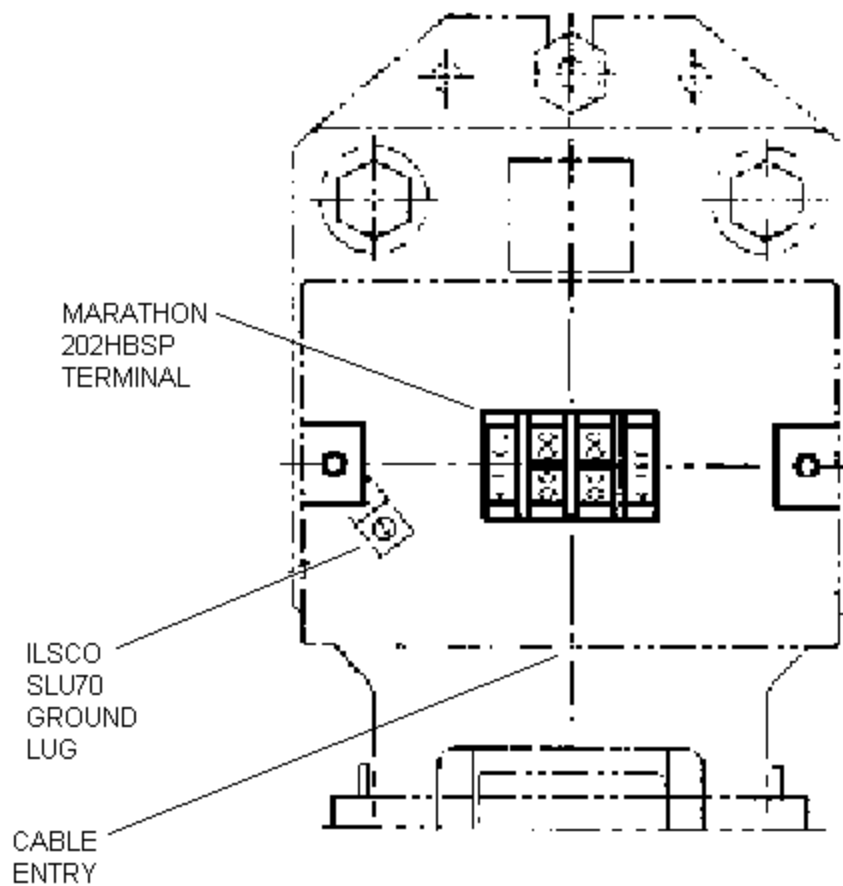 MARATHON
202HBSP
TERMINAL
ILSCO
SLU70
GROUND
LUG
CABLE
ENTRY